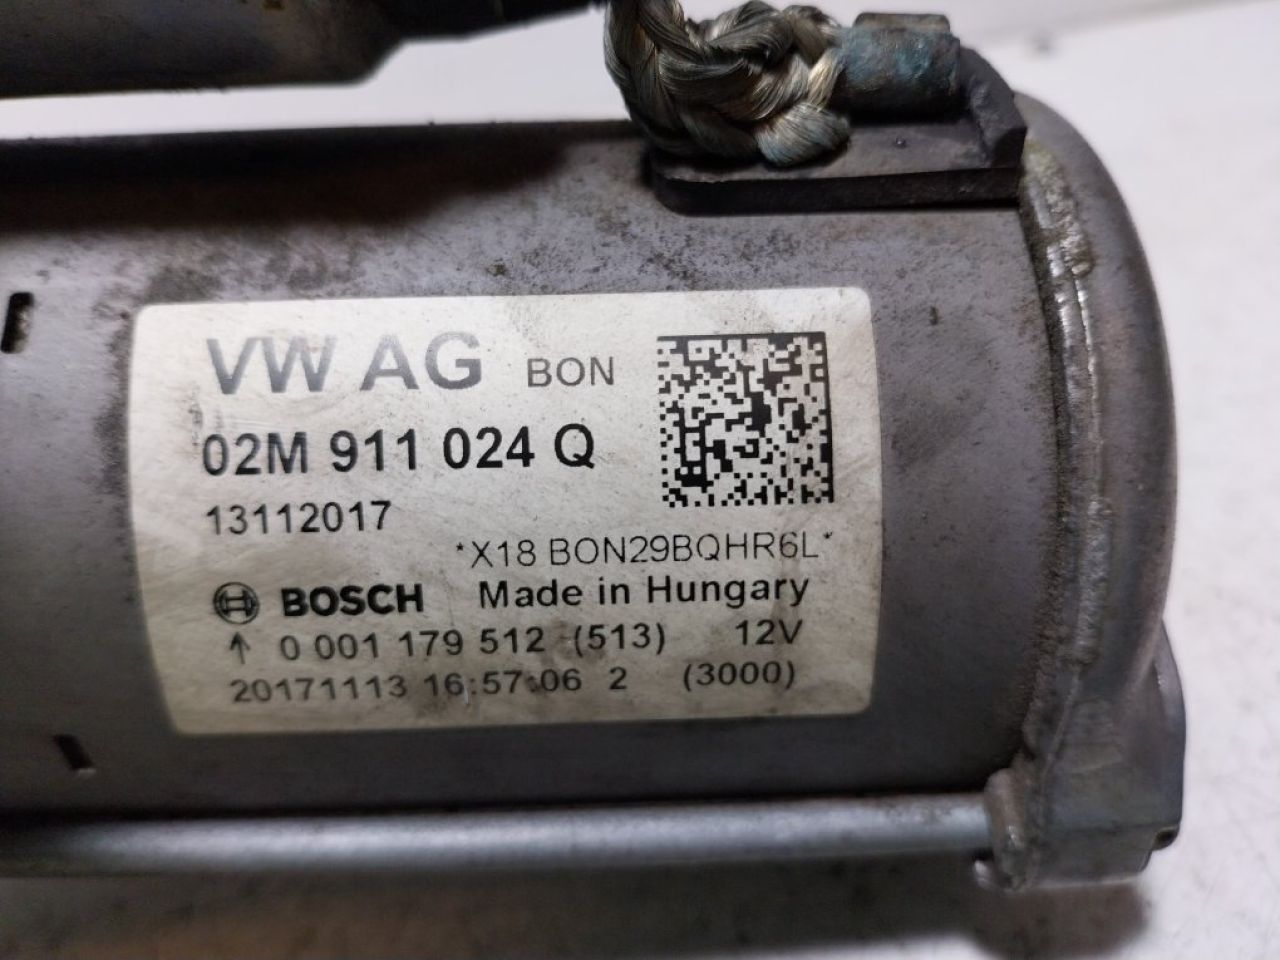 VW AG BON
02M 911 024 Q
13112017
*X18 BON29BQHR6L*
BOSCH Made in Hungary
↑ 0 001 179 512 (513) 12V
20171113 16:57:06 2 (3000)